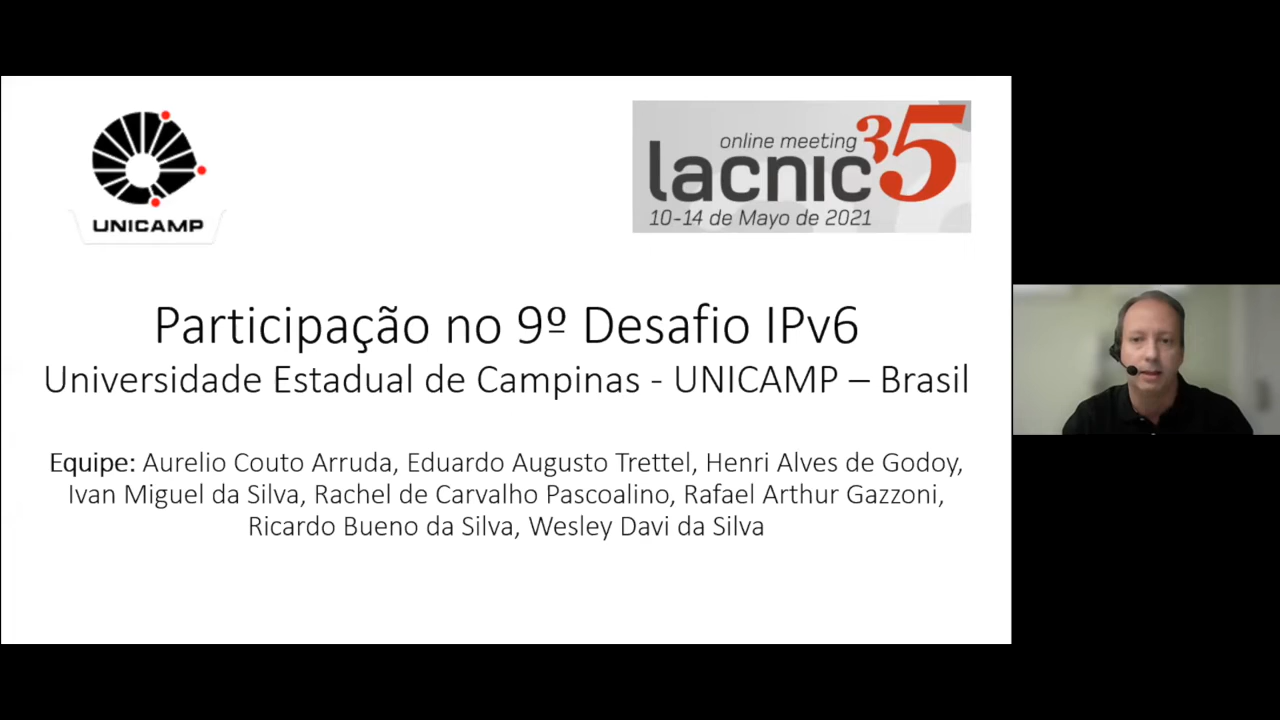 UNICAMP
online meeting 35
lacnic
10-14 de Mayo de 2021
Participação no 9º Desafio IPv6
Universidade Estadual de Campinas - UNICAMP – Brasil
Equipe: Aurelio Couto Arruda, Eduardo Augusto Trettel, Henri Alves de Godoy,
Ivan Miguel da Silva, Rachel de Carvalho Pascoalino, Rafael Arthur Gazzoni,
Ricardo Bueno da Silva, Wesley Davi da Silva